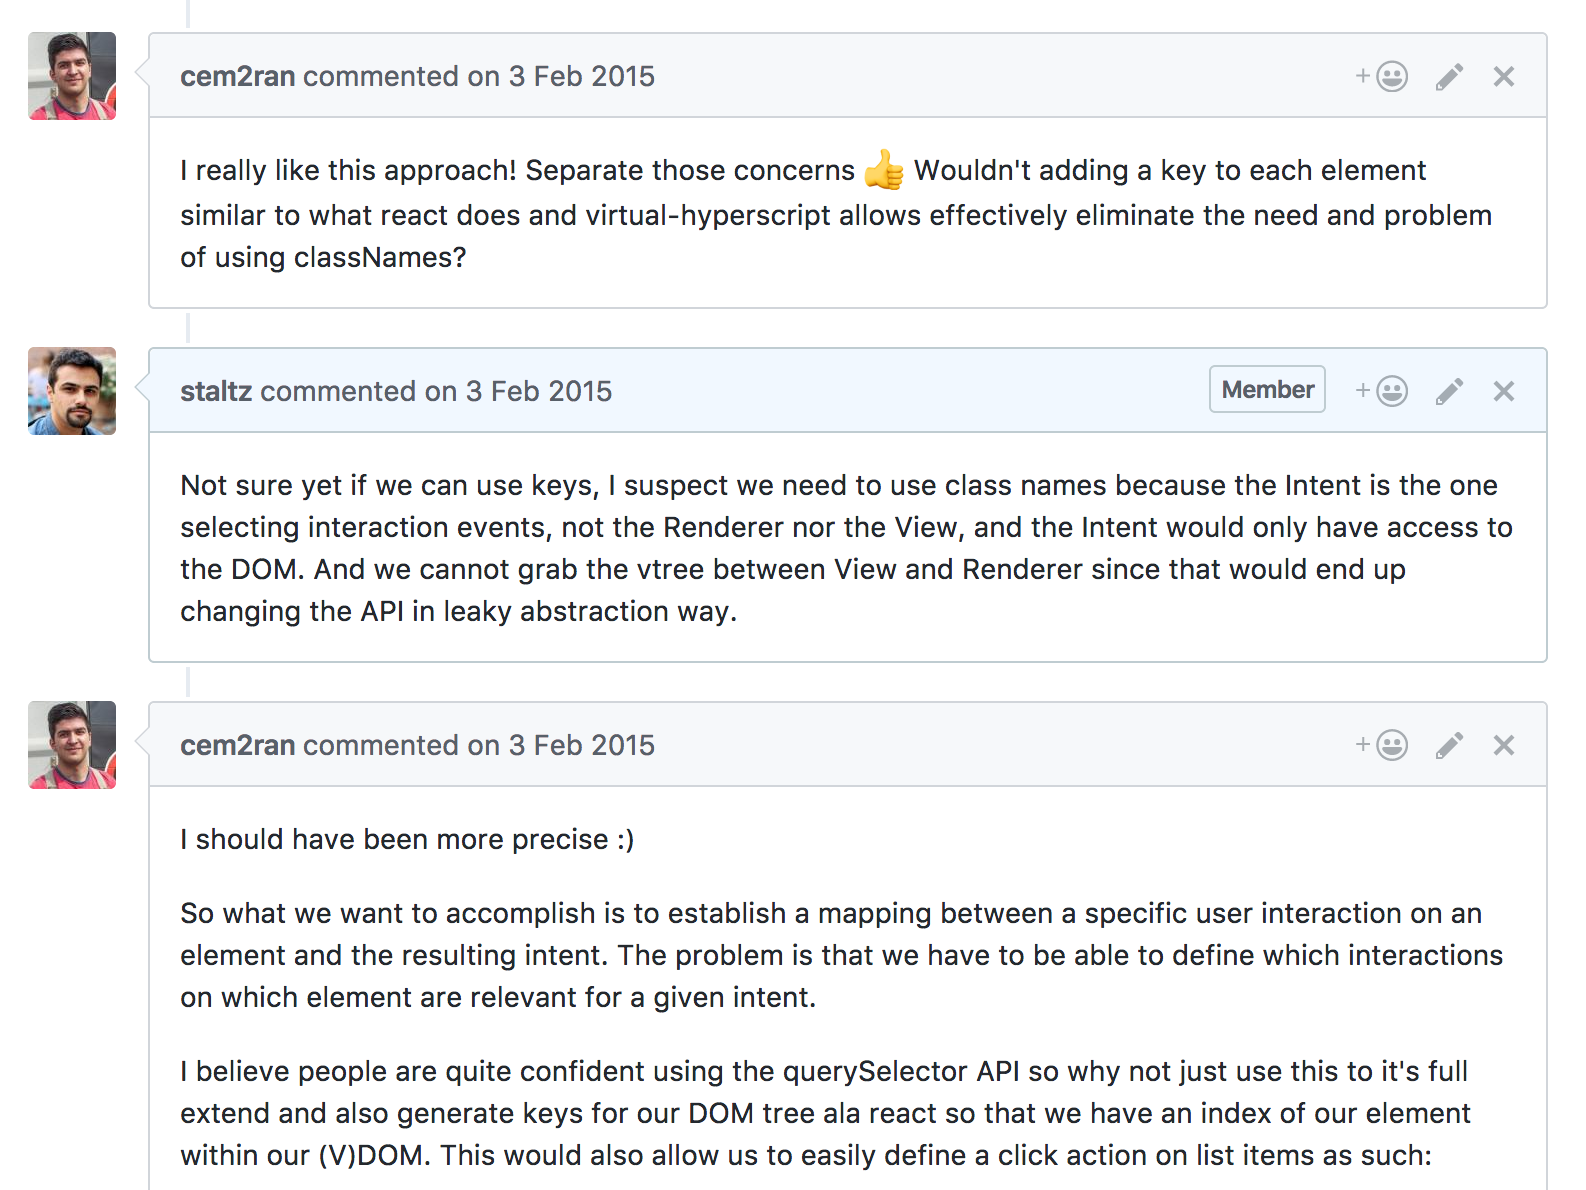 cem2ran commented on 3 Feb 2015
I really like this approach! Separate those concerns 👍 Wouldn't adding a key to each element
similar to what react does and virtual-hyperscript allows effectively eliminate the need and problem
of using classNames?
staltz commented on 3 Feb 2015 Member
Not sure yet if we can use keys, I suspect we need to use class names because the Intent is the one
selecting interaction events, not the Renderer nor the View, and the Intent would only have access to
the DOM. And we cannot grab the vtree between View and Renderer since that would end up
changing the API in leaky abstraction way.
cem2ran commented on 3 Feb 2015
I should have been more precise :)
So what we want to accomplish is to establish a mapping between a specific user interaction on an
element and the resulting intent. The problem is that we have to be able to define which interactions
on which element are relevant for a given intent.
I believe people are quite confident using the querySelector API so why not just use this to it's full
extend and also generate keys for our DOM tree ala react so that we have an index of our element
within our (V)DOM. This would also allow us to easily define a click action on list items as such: